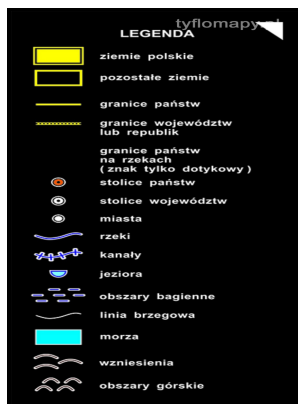 tyflomapy.pl
LEGENDA
ziemie polskie
pozostałe ziemie
granice państw
granice województw
lub republik
granice państw
na rzekach
(znak tylko dotykowy)
stolice państw
stolice województw
miasta
rzeki
kanały
jeziora
obszary bagienne
linia brzegowa
morza
wzniesienia
obszary górskie